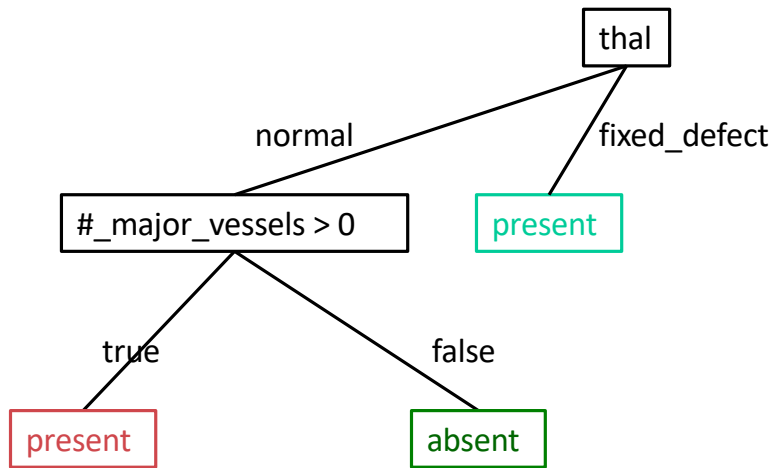 thal
normal
fixed_defect
#_major_vessels > 0
present
true
false
present
absent